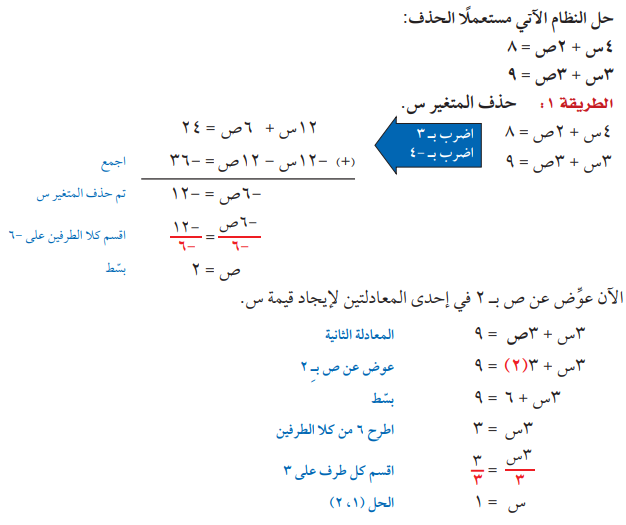 حل النظام الآتي مستعملًا الحذف:
٤س + ٢ص = ٨
٣س + ٣ص = ٩
الطريقة ١: حذف المتغير س.
٤س + ٢ص = ٨ اضرب بـ ٣ ١٢س + ٦ص = ٢٤
٣س + ٣ص = ٩ اضرب بـ -٤ (+) -١٢س - ١٢ص = -٣٦ اجمع
-٦ص = -١٢ تم حذف المتغير س
-٦ص/-٦ = -١٢/-٦ اقسم كلا الطرفين على -٦
ص = ٢ بسّط
الآن عوِّض عن ص بـ ٢ في إحدى المعادلتين لإيجاد قيمة س.
٣س + ٣ص = ٩ المعادلة الثانية
٣س + ٣(٢) = ٩ عوض عن ص بـِ ٢
٣س + ٦ = ٩ بسّط
٣س = ٣ اطرح ٦ من كلا الطرفين
٣س/٣ = ٣/٣ اقسم كل طرف على ٣
س = ١ الحل (١، ٢)